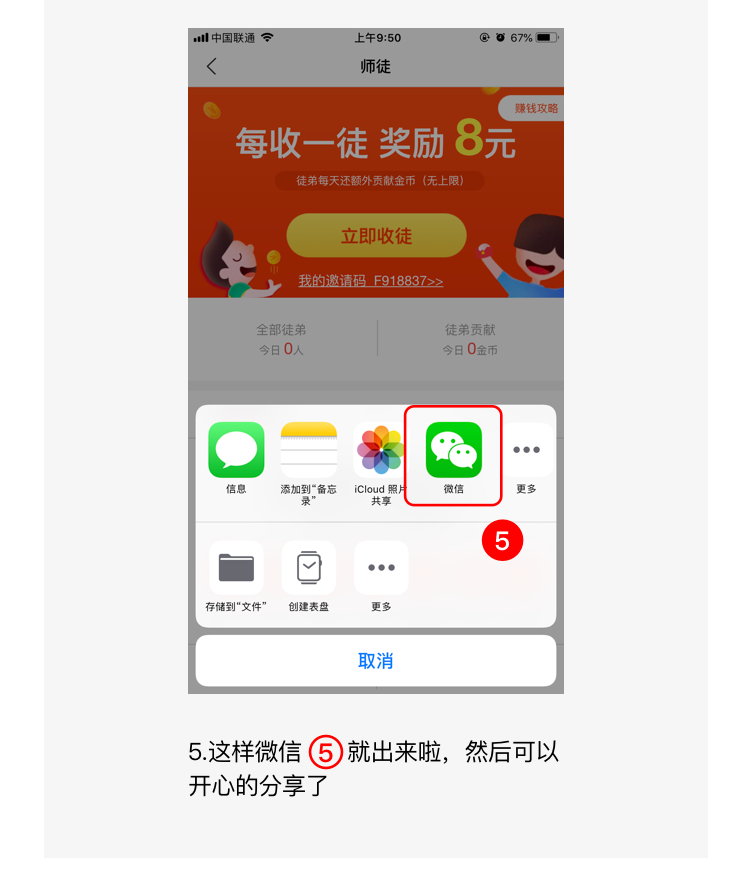 中国联通 上午9:50 67%
师徒
赚钱攻略
每收一徒 奖励 8元
徒弟每天还额外贡献金币（无上限）
立即收徒
我的邀请码 F918837>>
全部徒弟 徒弟贡献
今日0人 今日0金币
信息 添加到“备忘 iCloud 照片 微信 更多
录” 共享
5
存储到“文件” 创建表盘 更多
取消
5.这样微信 5 就出来啦，然后可以
开心的分享了